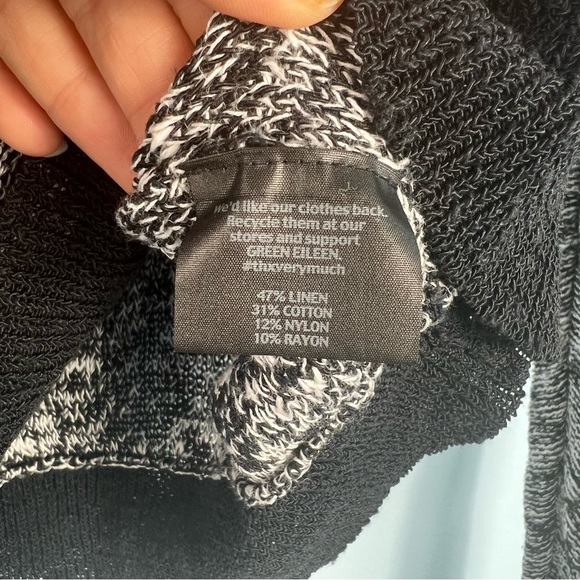 We'd like our clothes back.
Recycle them at our
stores and support
GREEN EILEEN.
#thxverymuch
47% LINEN
31% COTTON
12% NYLON
10% RAYON